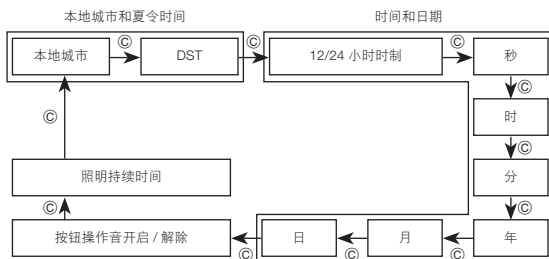 本地城市和夏令时间 时间和日期
本地城市 Ⓒ DST Ⓒ 12/24 小时时制 Ⓒ 秒
Ⓒ
Ⓒ 时
Ⓒ
照明持续时间 分
Ⓒ Ⓒ
按钮操作音开启 / 解除 Ⓒ 日 Ⓒ 月 Ⓒ 年